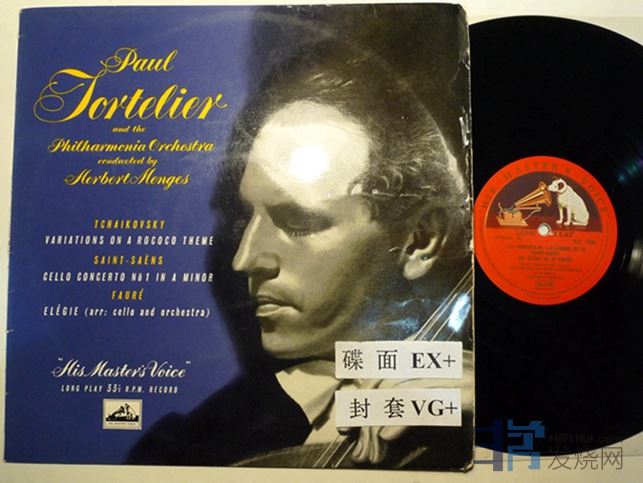 Paul
Tortelier
and the
Philharmonia Orchestra
conducted by
Herbert Menges
TCHAIKOVSKY
VARIATIONS ON A ROCOCO THEME
SAINT-SAËNS
CELLO CONCERTO No 1 IN A MINOR
FAURÉ
ELÉGIE (arr: cello and orchestra)
"His Master's Voice"
LONG PLAY 33⅓ R.P.M. RECORD
碟 面 EX+
封 套 VG+
HIS MASTER'S VOICE
LONG PLAY
HIFI168.com
发烧网